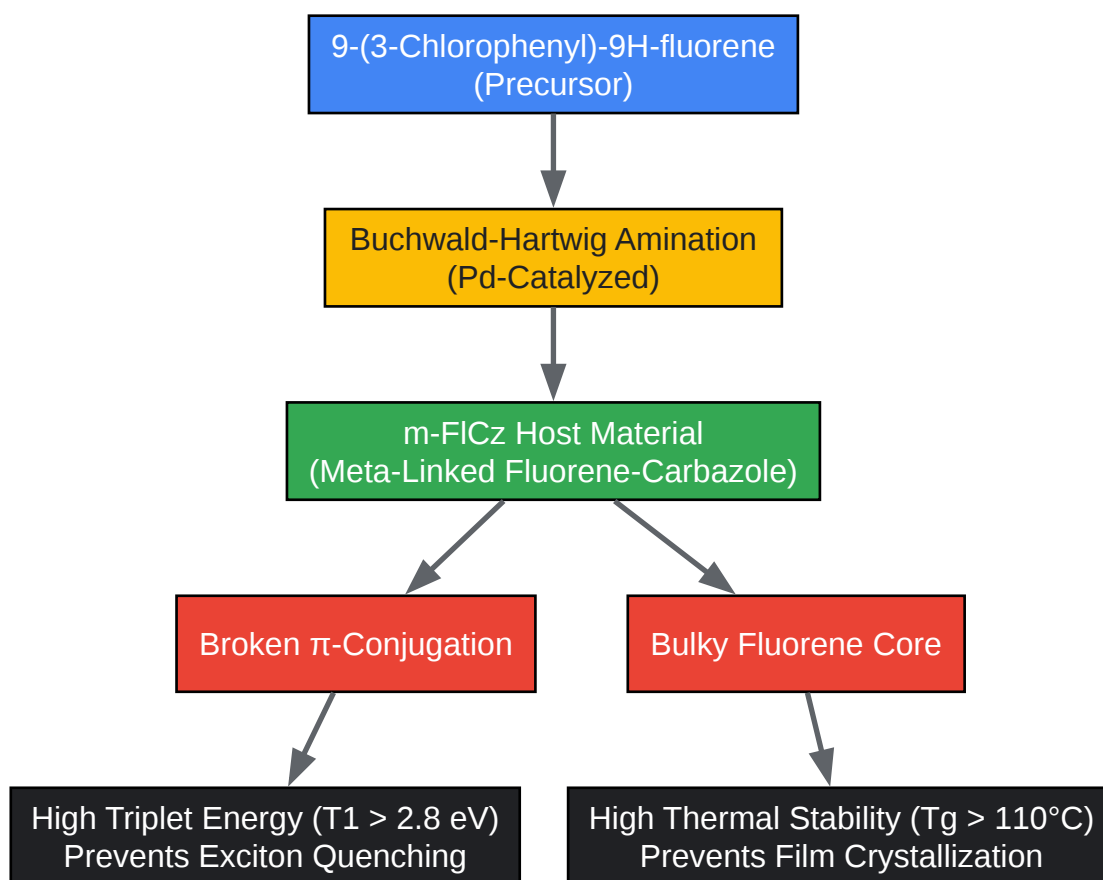 9-(3-Chlorophenyl)-9H-fluorene
(Precursor)
Buchwald-Hartwig Amination
(Pd-Catalyzed)
m-FlCz Host Material
(Meta-Linked Fluorene-Carbazole)
Broken π-Conjugation
Bulky Fluorene Core
High Triplet Energy (T1 > 2.8 eV)
Prevents Exciton Quenching
High Thermal Stability (Tg > 110°C)
Prevents Film Crystallization